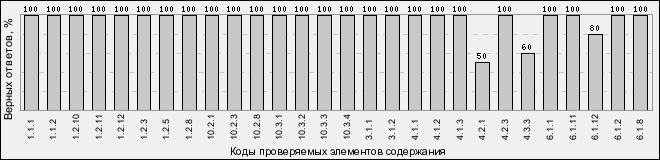 100 100 100 100 100 100 100 100 100 100 100 100 100 100 100 100 100 100 100 100 50 100 60 100 100 80 100 100
Верных ответов, %
1.1.1 1.1.2 1.2.10 1.2.11 1.2.12 1.2.3 1.2.5 1.2.8 10.2.1 10.2.3 10.2.8 10.3.1 10.3.2 10.3.3 10.3.4 3.1.1 3.1.2 4.1.1 4.1.2 4.1.3 4.2.1 4.2.3 4.3.3 6.1.1 6.1.11 6.1.12 6.1.2 6.1.8
Коды проверяемых элементов содержания